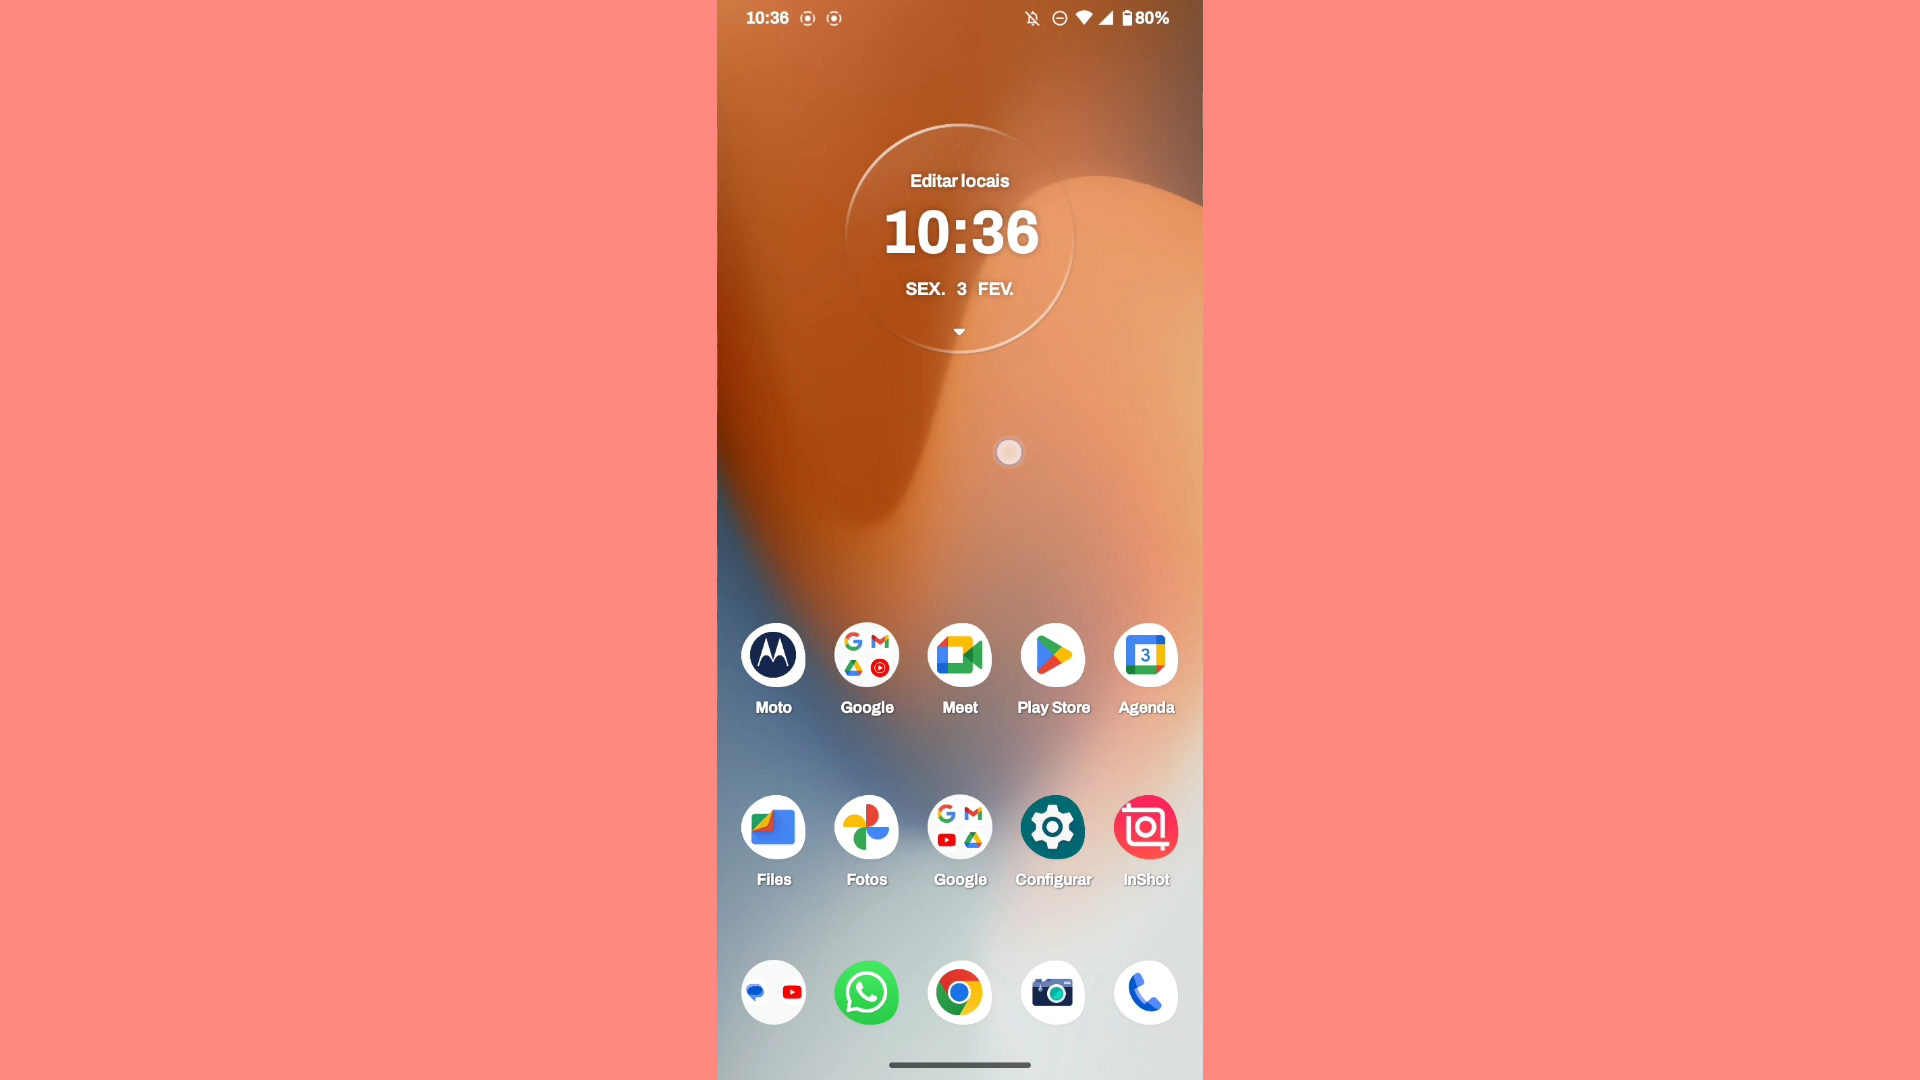 10:36 80%
Editar locais
10:36
SEX. 3 FEV.
Moto Google Meet Play Store Agenda
3
Files Fotos Google Configurar InShot